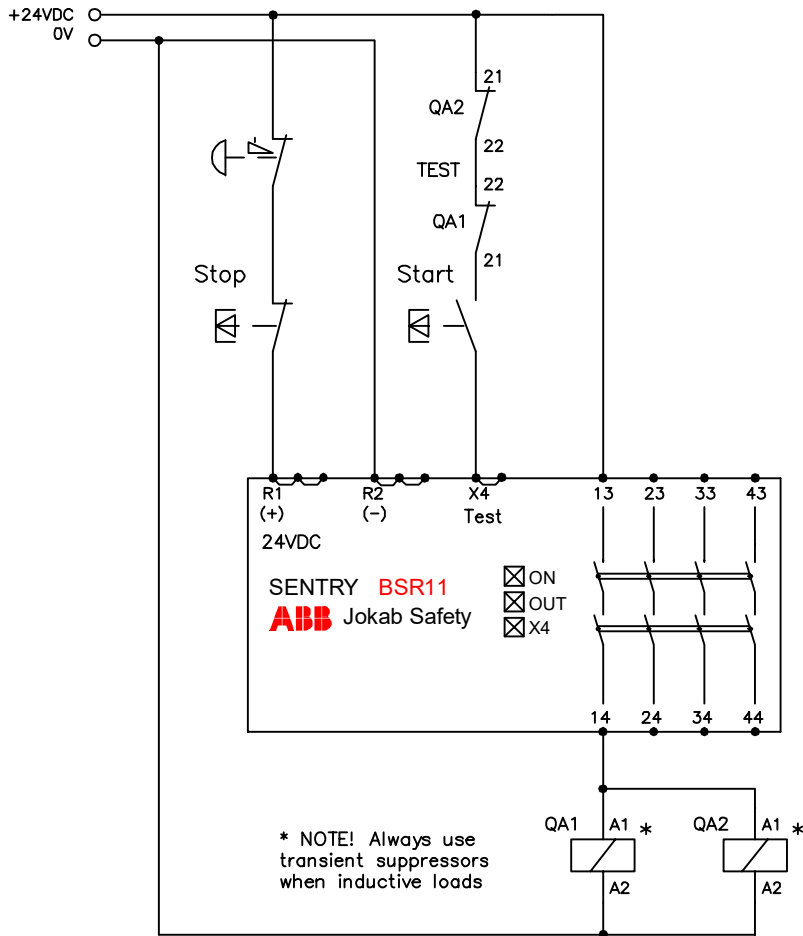 +24VDC
0V
21
QA2
22
TEST
22
QA1
21
Stop
Start
R1
(+)
R2
(-)
X4
Test
13
23
33
43
24VDC
SENTRY BSR11
ABB Jokab Safety
ON
OUT
X4
14
24
34
44
QA1
A1
*
QA2
A1
*
A2
A2
* NOTE! Always use
transient suppressors
when inductive loads